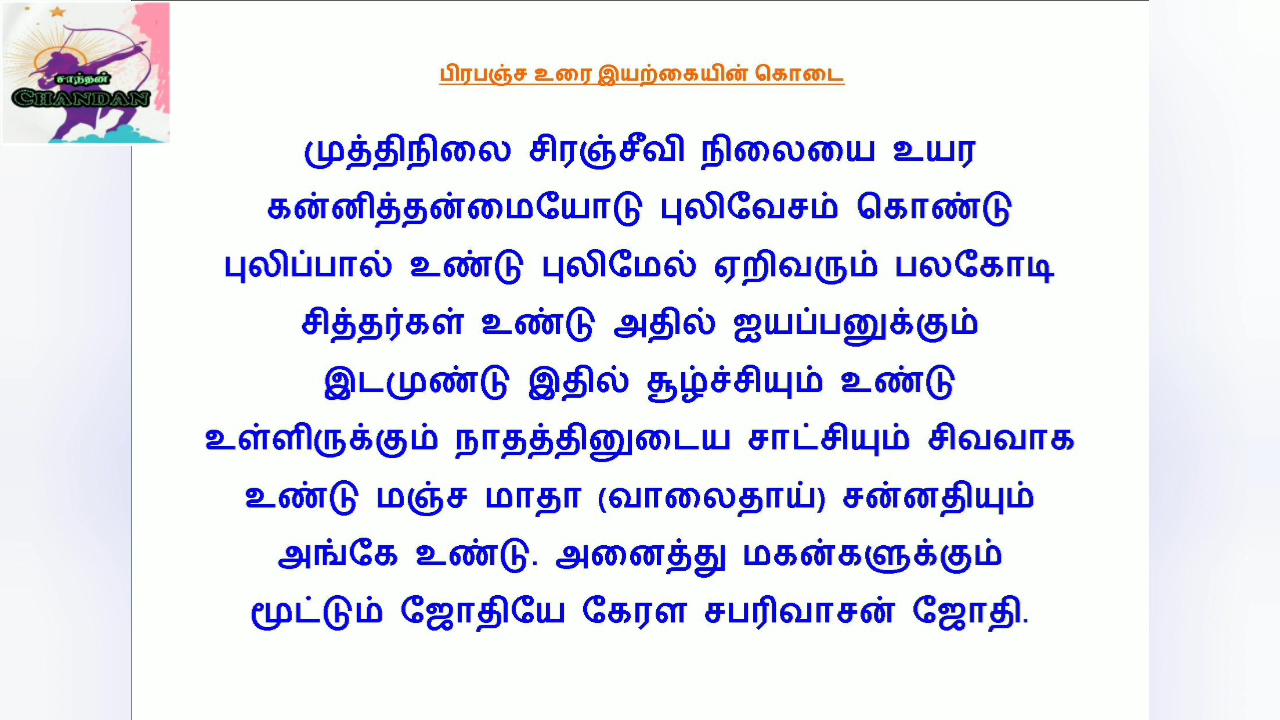 சாந்தன்
CHANDAN
பிரபஞ்ச உரை இயற்கையின் கொடை
முத்திநிலை சிரஞ்சீவி நிலையை உயர
கன்னித்தன்மையோடு புலிவேசம் கொண்டு
புலிப்பால் உண்டு புலிமேல் ஏறிவரும் பலகோடி
சித்தர்கள் உண்டு அதில் ஐயப்பனுக்கும்
இடமுண்டு இதில் சூழ்ச்சியும் உண்டு
உள்ளிருக்கும் நாதத்தினுடைய சாட்சியும் சிவவாக
உண்டு மஞ்ச மாதா (வாலைதாய்) சன்னதியும்
அங்கே உண்டு. அனைத்து மகன்களுக்கும்
மூட்டும் ஜோதியே கேரள சபரிவாசன் ஜோதி.